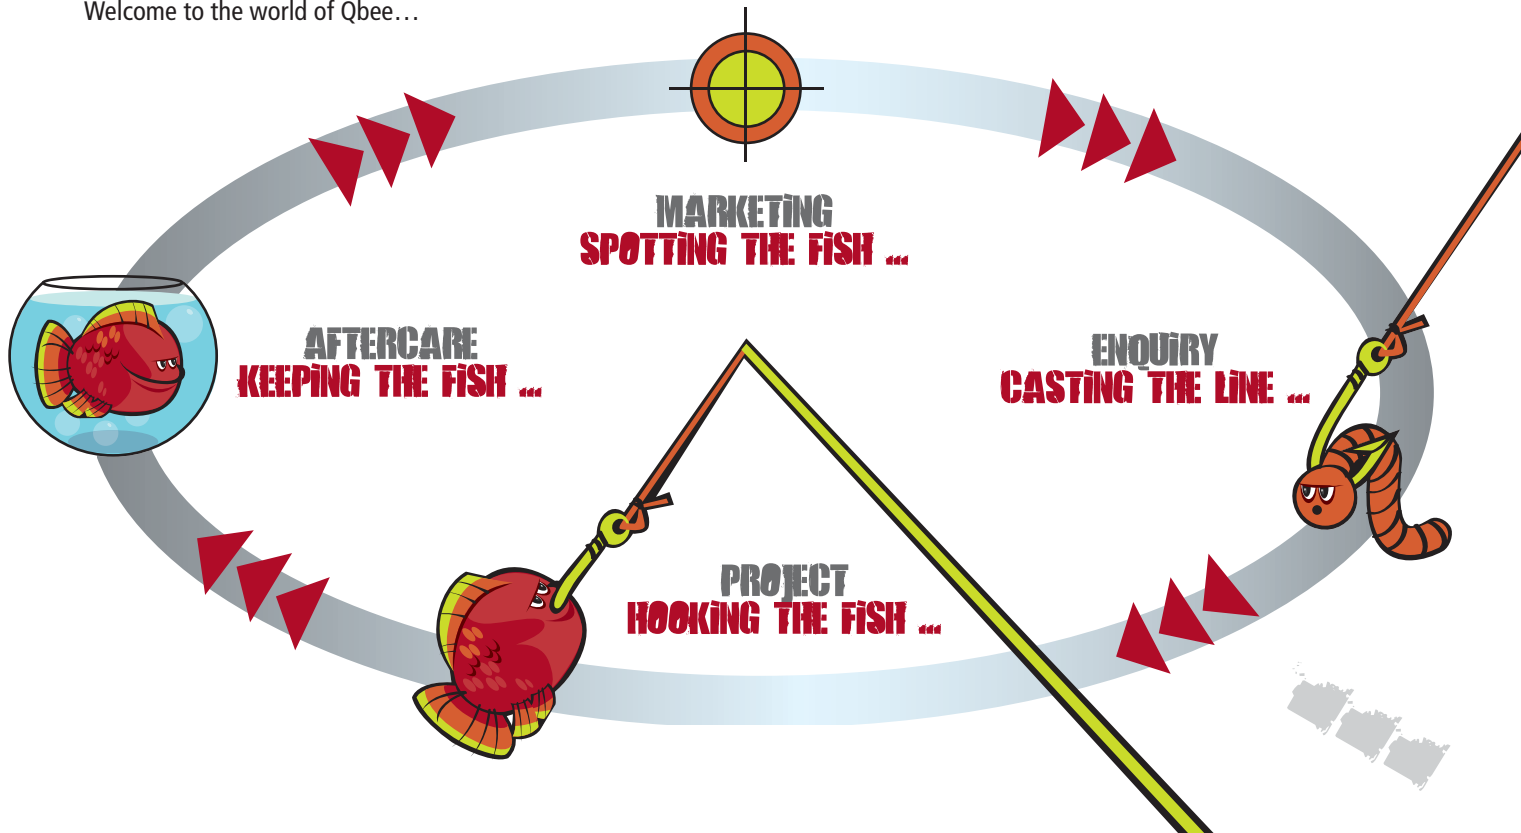 Welcome to the world of Qbee…
MARKETiNG
SPOTTiNG THE FiSH ...
AFTERCARE
KEEPiNG THE FiSH ...
ENQUiRY
CASTiNG THE LiNE ...
PROJECT
HOOKiNG THE FiSH ...